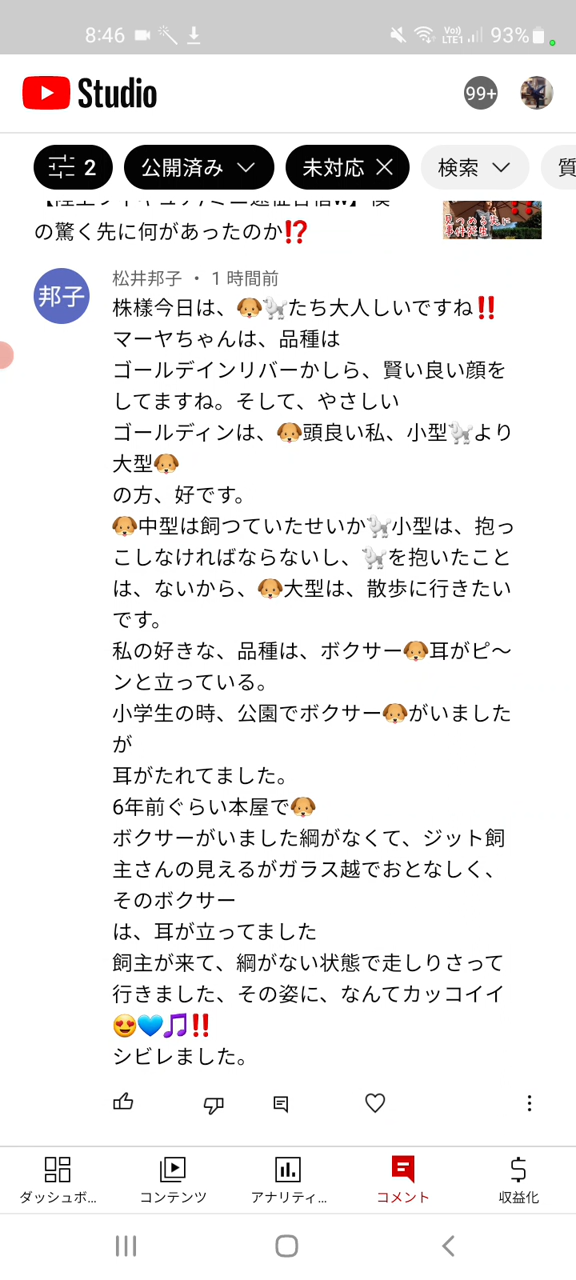 8:46
Vo))
LTE1
93%
Studio
99+
2
公開済み
未対応
検索
質
の驚く先に何があったのか⁉️
見つめる先に
事件発生
邦子
松井邦子 ・ 1 時間前
株様今日は、🐶🐩たち大人しいですね‼️
マーヤちゃんは、品種は
ゴールデインリバーかしら、賢い良い顔を
してますね。そして、やさしい
ゴールディンは、🐶頭良い私、小型🐩より
大型🐶
の方、好です。
🐶中型は飼つていたせいか🐩小型は、抱っ
こしなければならないし、🐩を抱いたこと
は、ないから、🐶大型は、散歩に行きたい
です。
私の好きな、品種は、ボクサー🐶耳がピ〜
ンと立っている。
小学生の時、公園でボクサー🐶がいました
が
耳がたれてました。
6年前ぐらい本屋で🐶
ボクサーがいました綱がなくて、ジット飼
主さんの見えるがガラス越でおとなしく、
そのボクサー
は、耳が立ってました
飼主が来て、綱がない状態で走しりさって
行きました、その姿に、なんてカッコイイ
😍💙🎵‼️
シビレました。
ダッシュボ...
コンテンツ
アナリティ...
コメント
収益化